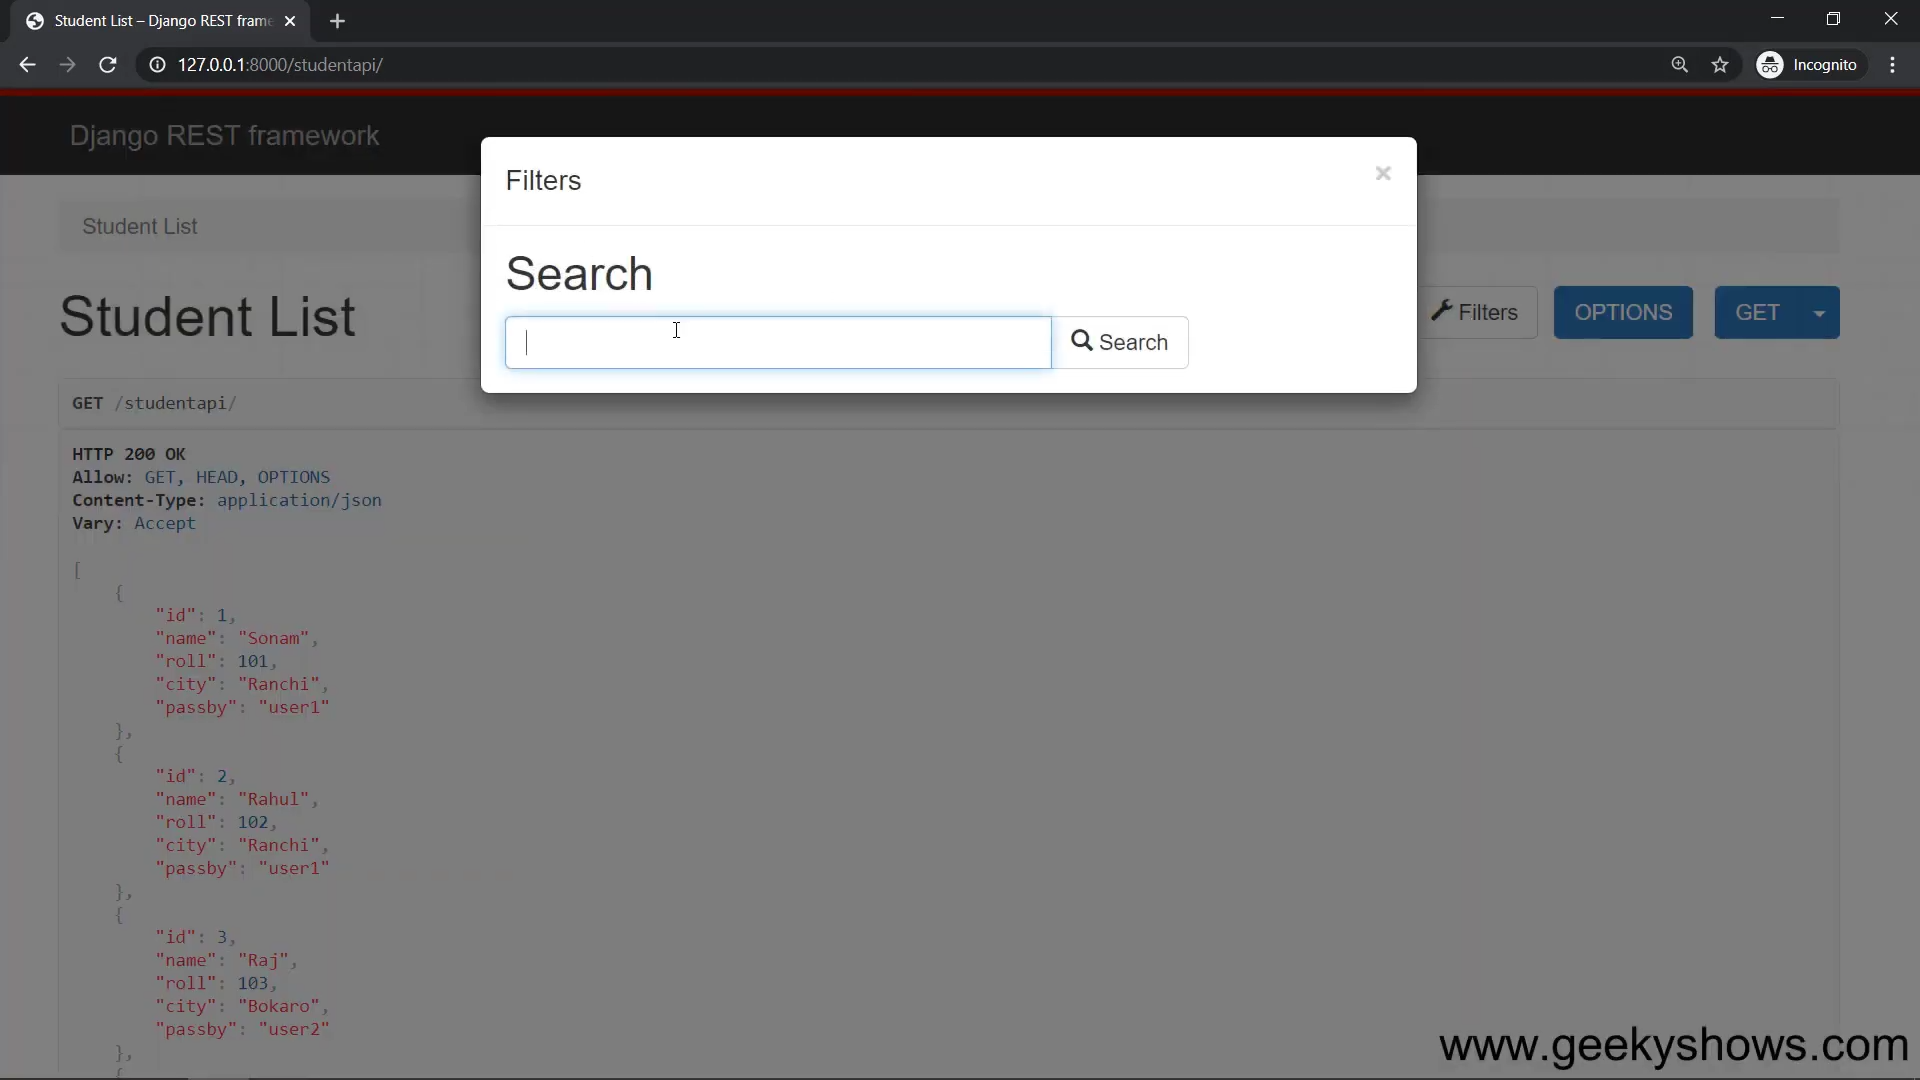 Student List – Django REST frame
127.0.0.1:8000/studentapi/
Incognito
Django REST framework
Filters
×
Student List
Search
Search
Student List
Filters
OPTIONS
GET
GET /studentapi/
HTTP 200 OK
Allow: GET, HEAD, OPTIONS
Content-Type: application/json
Vary: Accept
[
{
"id": 1,
"name": "Sonam",
"roll": 101,
"city": "Ranchi",
"passby": "user1"
},
{
"id": 2,
"name": "Rahul",
"roll": 102,
"city": "Ranchi",
"passby": "user1"
},
{
"id": 3,
"name": "Raj",
"roll": 103,
"city": "Bokaro",
"passby": "user2"
},
{
www.geekyshows.com